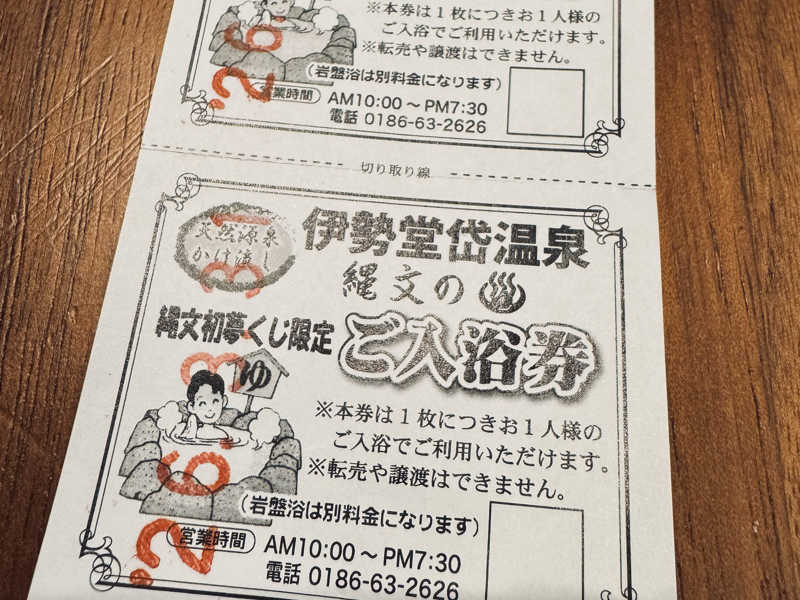 ※本券は1枚につきお1人様の
ご入浴でご利用いただけます。
※転売や譲渡はできません。
(岩盤浴は別料金になります)
営業時間 AM10:00～PM7:30
電話 0186-63-2626
切り取り線
天然源泉
かけ流し
伊勢堂岱温泉
縄文の
縄文初夢くじ限定
ご入浴券
ゆ
※本券は1枚につきお1人様の
ご入浴でご利用いただけます。
※転売や譲渡はできません。
(岩盤浴は別料金になります)
営業時間 AM10:00～PM7:30
電話 0186-63-2626